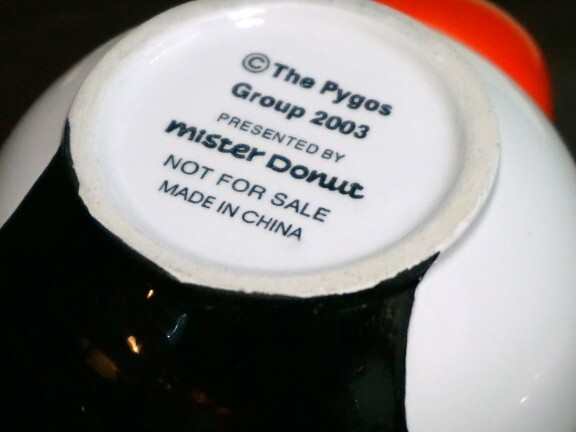 ©The Pygos
Group 2003
PRESENTED BY
mister Donut
NOT FOR SALE
MADE IN CHINA